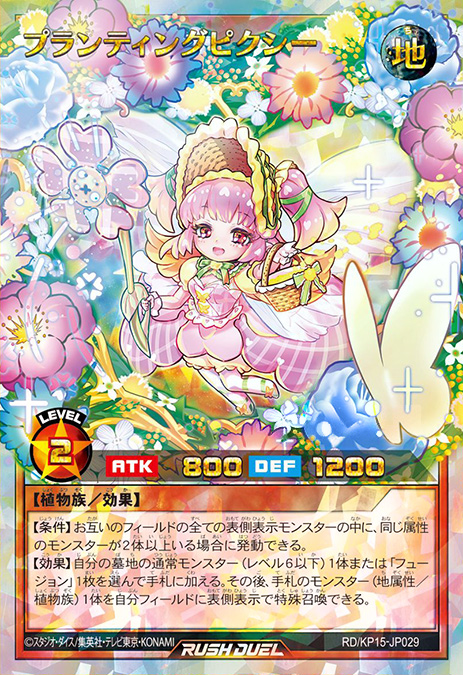 プランティングピクシー
地
LEVEL
2
ATK 800 DEF 1200
【植物族／効果】
【条件】お互いのフィールドの全ての表側表示モンスターの中に、同じ属性
のモンスターが2体以上いる場合に発動できる。
【効果】自分の墓地の通常モンスター（レベル6以下）1体または「フュー
ジョン」1枚を選んで手札に加える。その後、手札のモンスター（地属性／
植物族）1体を自分フィールドに表側表示で特殊召喚できる。
©スタジオ・ダイス/集英社・テレビ東京・KONAMI
RUSH DUEL
RD/KP15-JP029